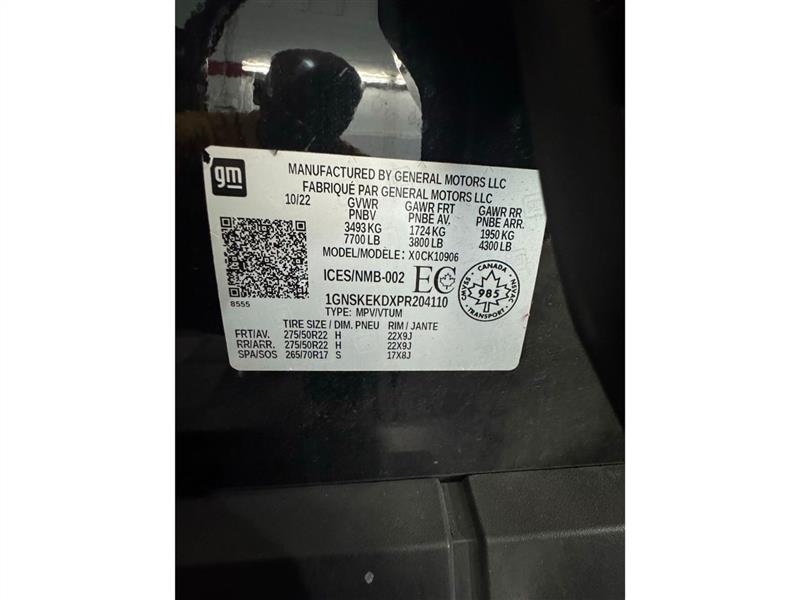 gm
MANUFACTURED BY GENERAL MOTORS LLC
FABRIQUÉ PAR GENERAL MOTORS LLC
10/22 GVWR GAWR FRT GAWR RR
PNBV PNBE AV. PNBE ARR.
3493 KG 1724 KG 1950 KG
7700 LB 3800 LB 4300 LB
MODEL/MODÈLE: X0CK10906
ICES/NMB-002 EC
CANADA
CMVSS NSVAC
985
TRANSPORT
8555
1GNSKEKDXPR204110
TYPE: MPV/VTUM
TIRE SIZE / DIM. PNEU RIM / JANTE
FRT/AV. 275/50R22 H 22X9J
RR/ARR. 275/50R22 H 22X9J
SPA/SOS 265/70R17 S 17X8J